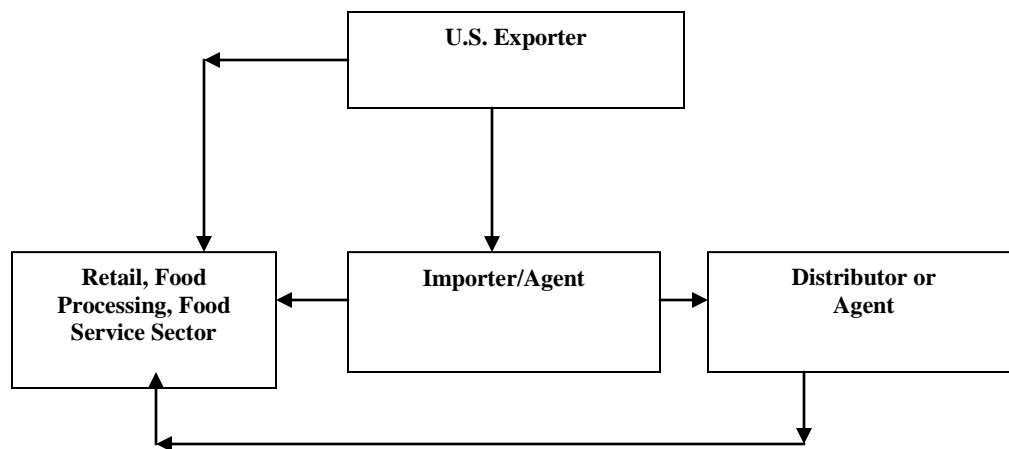 U.S. Exporter
Retail, Food
Processing, Food
Service Sector
Importer/Agent
Distributor or
Agent